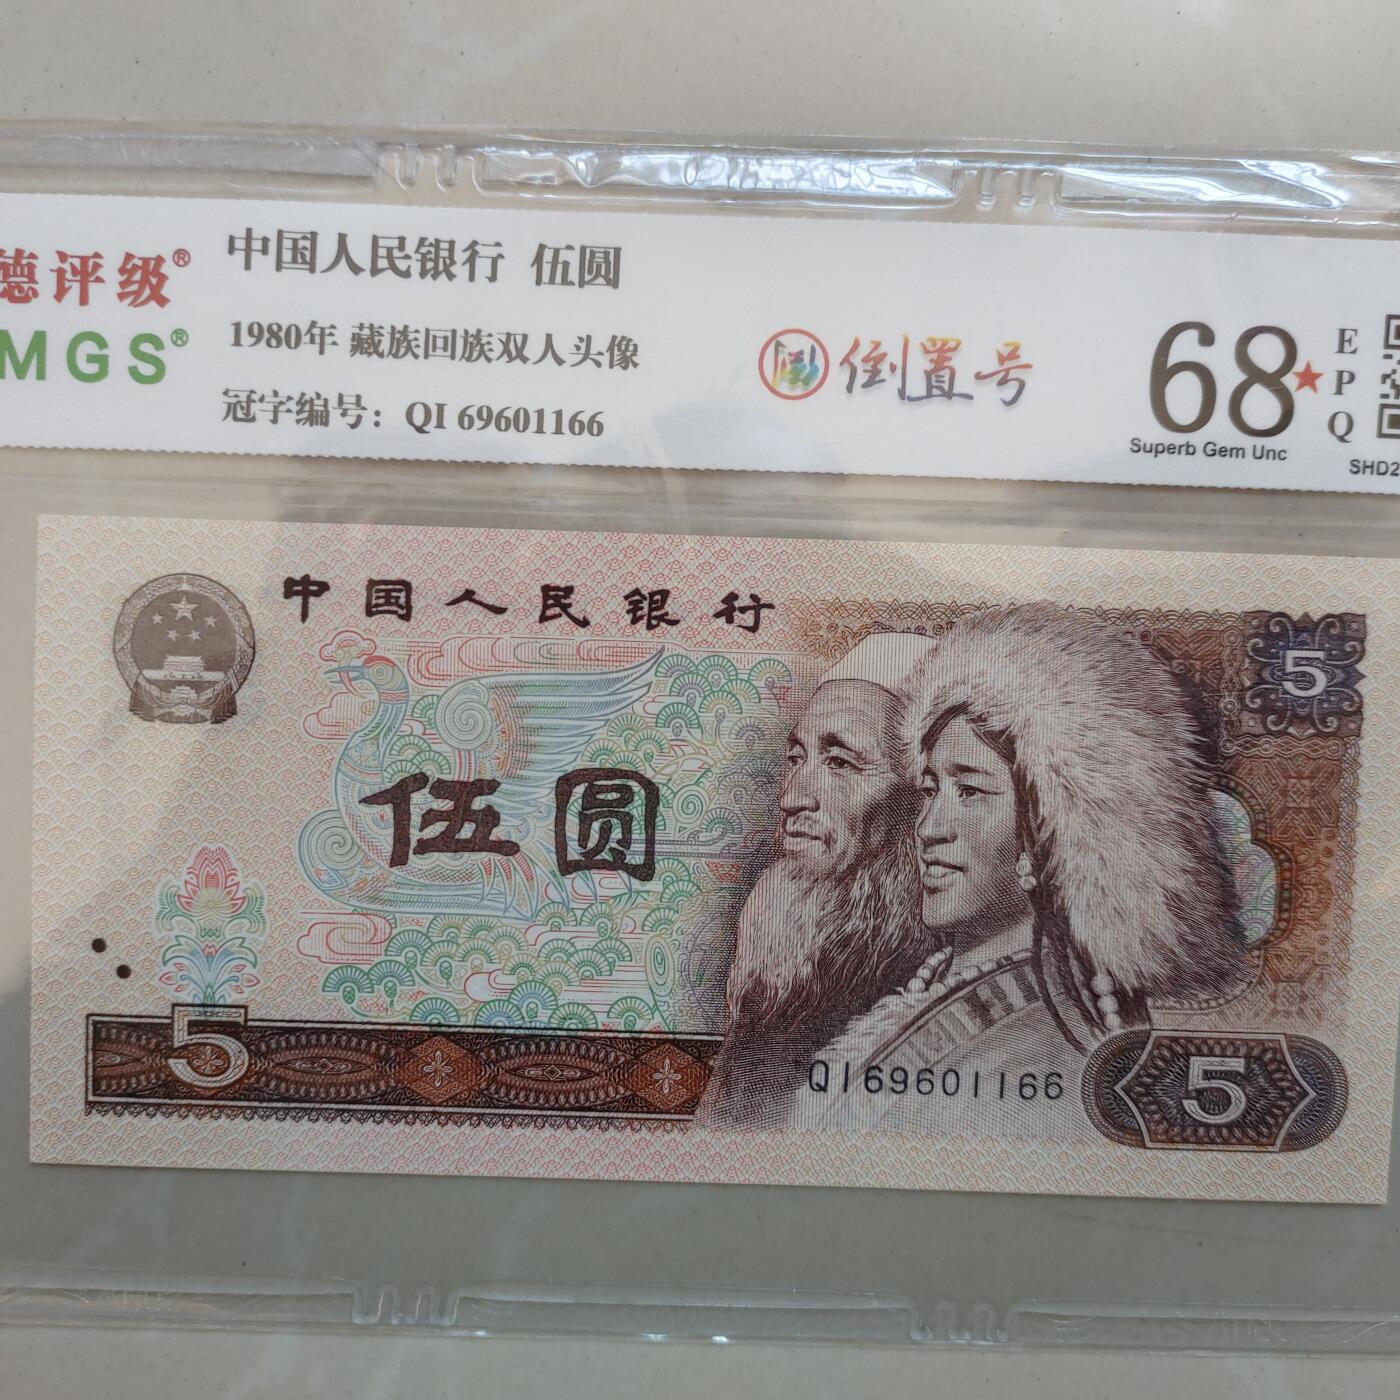 德评级®
MGS®
中国人民银行 伍圆
1980年 藏族回族双人头像
冠字编号：QI 69601166
倒置号
68★
EPQ
Superb Gem Unc
SHD2
中国人民银行
5
伍圆
5
QI69601166
5